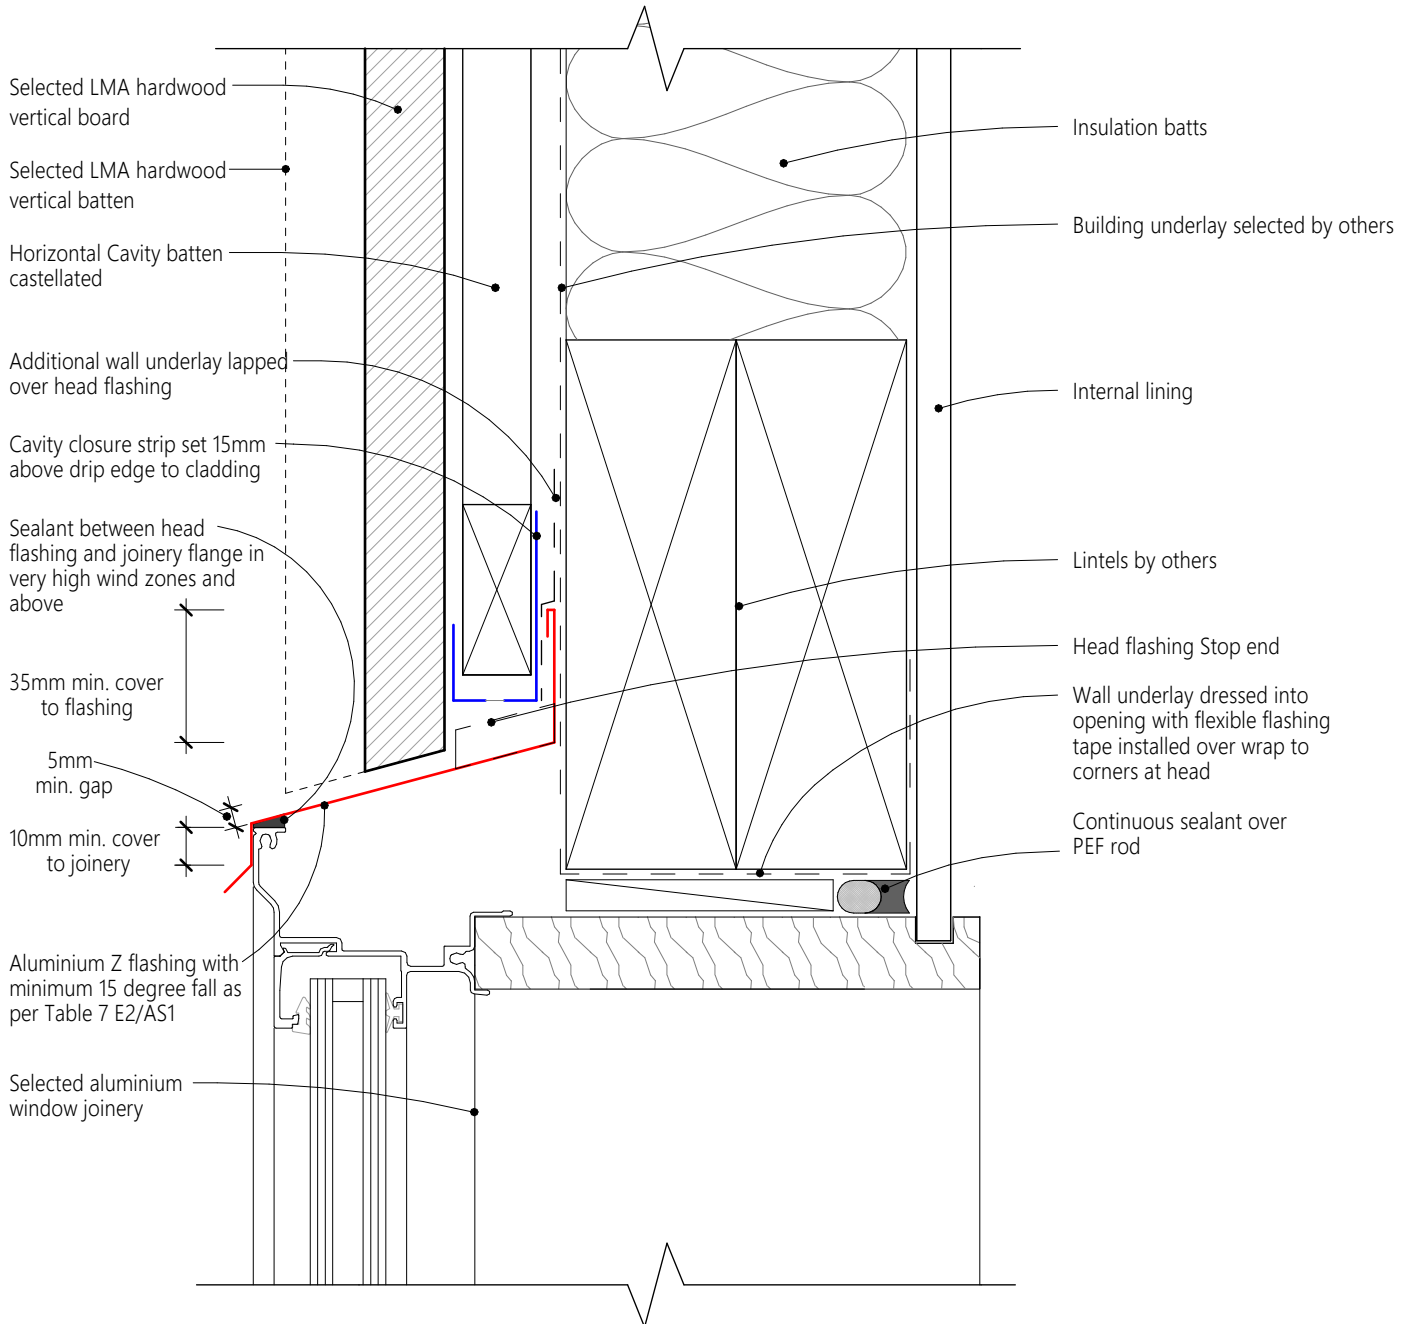 Selected LMA hardwood
vertical board
Selected LMA hardwood
vertical batten
Horizontal Cavity batten
castellated
Additional wall underlay lapped
over head flashing
Cavity closure strip set 15mm
above drip edge to cladding
Sealant between head
flashing and joinery flange in
very high wind zones and
above
35mm min. cover
to flashing
5mm
min. gap
10mm min. cover
to joinery
Aluminium Z flashing with
minimum 15 degree fall as
per Table 7 E2/AS1
Selected aluminium
window joinery
Insulation batts
Building underlay selected by others
Internal lining
Lintels by others
Head flashing Stop end
Wall underlay dressed into
opening with flexible flashing
tape installed over wrap to
corners at head
Continuous sealant over
PEF rod